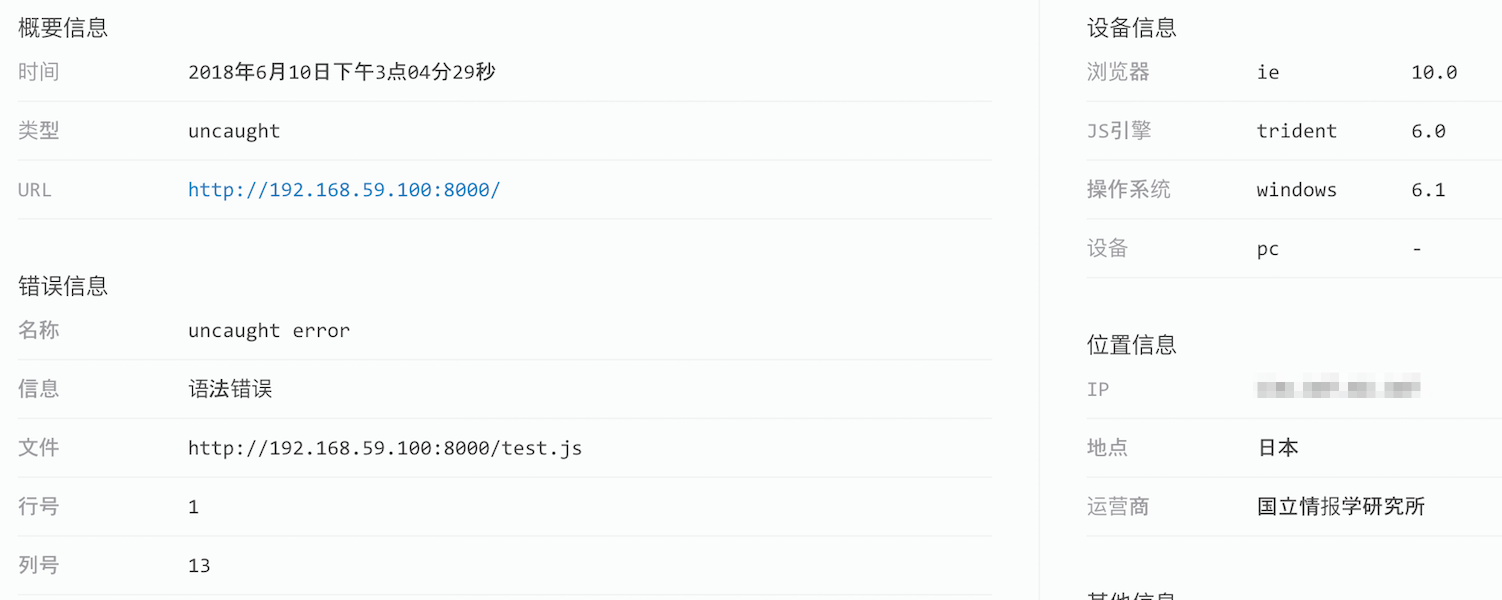 概要信息
时间 2018年6月10日下午3点04分29秒
类型 uncaught
URL http://192.168.59.100:8000/
错误信息
名称 uncaught error
信息 语法错误
文件 http://192.168.59.100:8000/test.js
行号 1
列号 13
设备信息
浏览器 ie 10.0
JS引擎 trident 6.0
操作系统 windows 6.1
设备 pc -
位置信息
IP
地点 日本
运营商 国立情报学研究所
其他信息